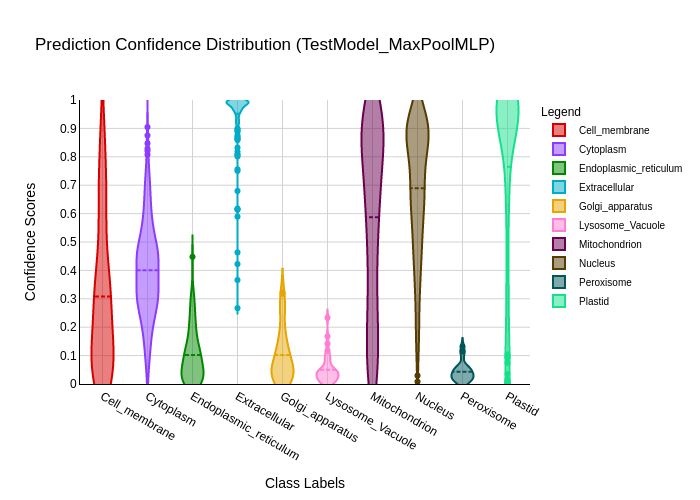 Prediction Confidence Distribution (TestModel_MaxPoolMLP)
Confidence Scores
1
0.9
0.8
0.7
0.6
0.5
0.4
0.3
0.2
0.1
0
Cell_membrane
Cytoplasm
Endoplasmic_reticulum
Extracellular
Golgi_apparatus
Lysosome_Vacuole
Mitochondrion
Nucleus
Peroxisome
Plastid
Class Labels
Legend
Cell_membrane
Cytoplasm
Endoplasmic_reticulum
Extracellular
Golgi_apparatus
Lysosome_Vacuole
Mitochondrion
Nucleus
Peroxisome
Plastid